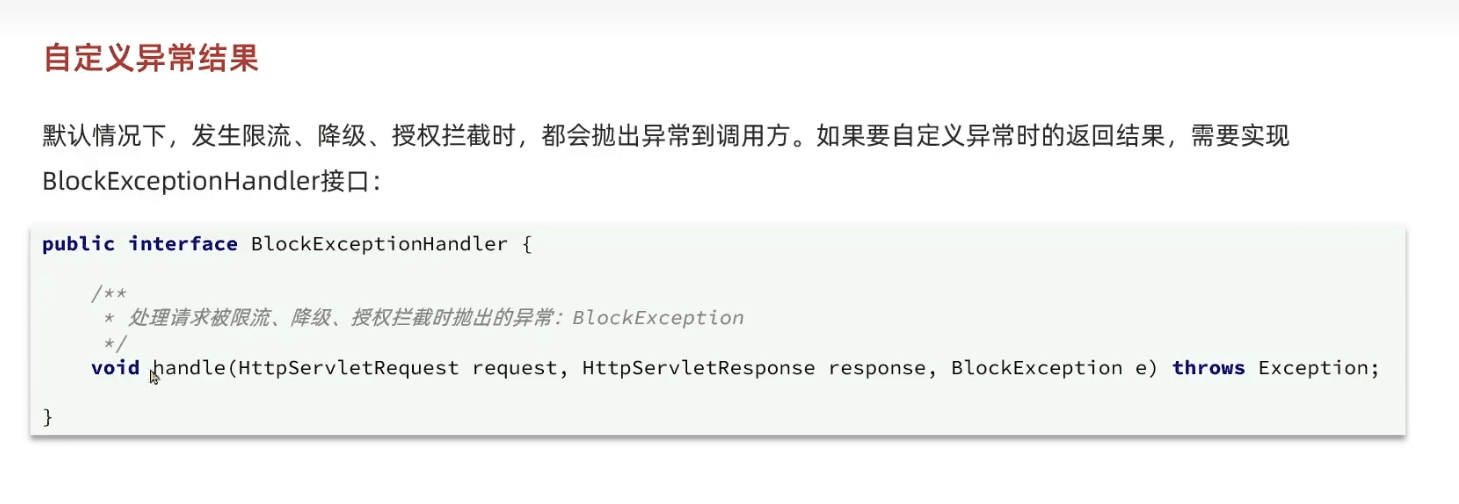 自定义异常结果
默认情况下，发生限流、降级、授权拦截时，都会抛出异常到调用方。如果要自定义异常时的返回结果，需要实现
BlockExceptionHandler接口：
public interface BlockExceptionHandler {
/**
* 处理请求被限流、降级、授权拦截时抛出的异常：BlockException
*/
void handle(HttpServletRequest request, HttpServletResponse response, BlockException e) throws Exception;
}